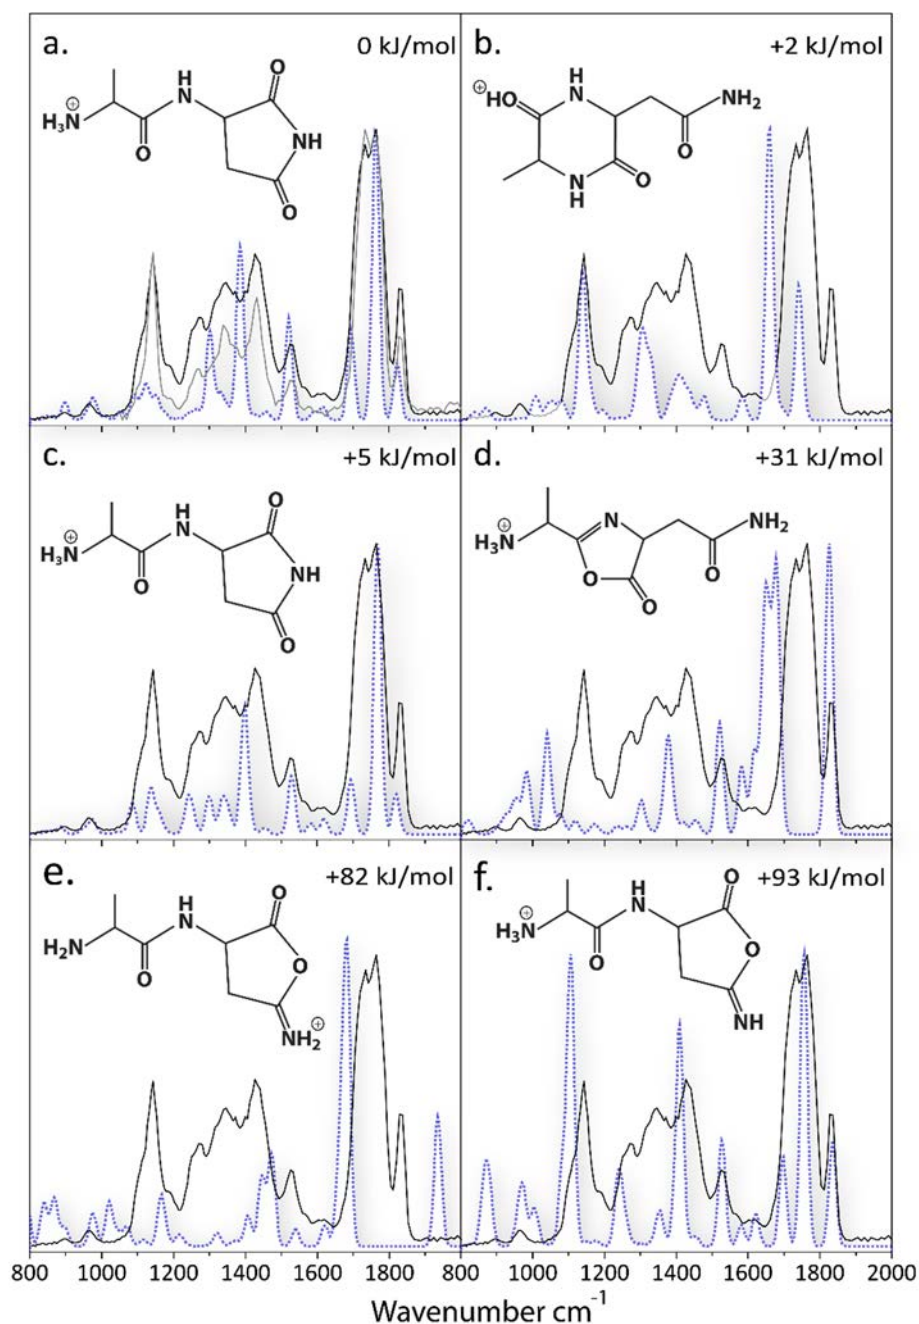 a.
0 kJ/mol
H₃N⊕
H
N
O
O
NH
O
b.
+2 kJ/mol
⊕HO
H
N
NH₂
O
N
H
O
c.
+5 kJ/mol
H₃N⊕
H
N
O
O
NH
O
d.
+31 kJ/mol
H₃N⊕
N
O
O
NH₂
O
e.
+82 kJ/mol
H₂N
H
N
O
O
O
NH₂⊕
f.
+93 kJ/mol
H₃N⊕
H
N
O
O
O
NH
800 1000 1200 1400 1600 1800 800 1000 1200 1400 1600 1800 2000
Wavenumber cm⁻¹